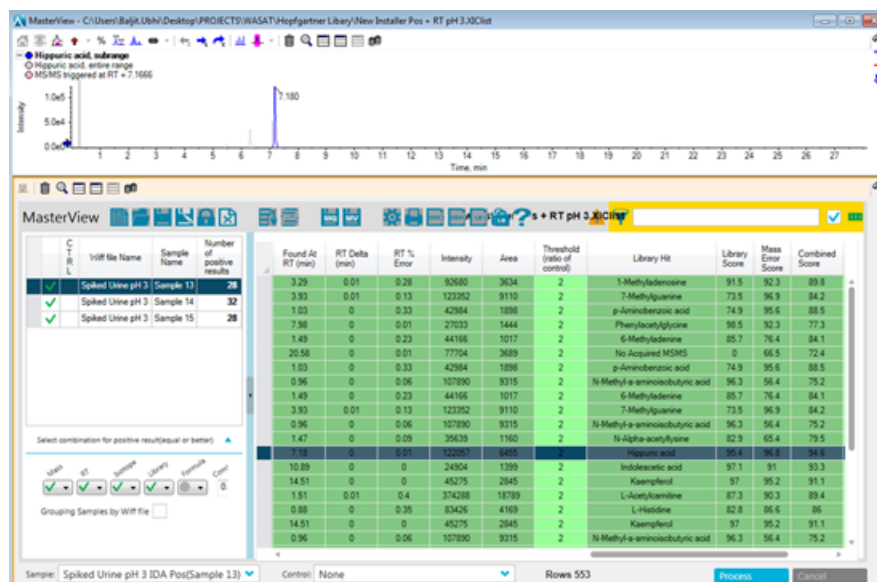 MasterView - C:\Users\Baljit.Ubhi\Desktop\PROJECTS\WASAT\Hopfgartner Libary\New Installer Pos + RT pH 3.XIClist
Hippuric acid, subrange
Hippuric acid, entire range
MS/MS triggered at RT = 7.1666
Intensity
1.0e5
5.0e4
0.0e0
7.180
1 2 3 4 5 6 7 8 9 10 11 12 13 14 15 16 17 18 19 20 21 22 23 24 25 26 27
Time, min
MasterView
s + RT pH 3.XIClist
C T R L .wiff file Name Sample Name Number of positive results
Spiked Urine pH 3 Sample 13 28
Spiked Urine pH 3 Sample 14 32
Spiked Urine pH 3 Sample 15 28
Select combination for positive result(equal or better)
Mass RT Isotope Library Formula
Grouping Samples by Wiff file
Found At RT (min) RT Delta (min) RT % Error Intensity Area Threshold (ratio of control) Library Hit Library Score Mass Error Score Combined Score
3.29 0.01 0.28 92680 3634 2 1-Methyladenosine 91.5 92.3 89.8
3.93 0.01 0.13 123352 9110 2 7-Methylguanine 73.5 96.9 84.2
1.03 0 0.33 42984 1898 2 p-Aminobenzoic acid 74.9 95.6 88.5
7.98 0 0.01 27033 1444 2 Phenylacetylglycine 98.5 92.3 77.3
1.49 0 0.23 44166 1017 2 6-Methyladenine 85.7 76.4 84.1
20.58 0 0.01 77704 3689 2 No Acquired MSMS 0 66.5 72.4
1.03 0 0.33 42984 1898 2 p-Aminobenzoic acid 74.9 95.6 88.5
0.96 0 0.06 107890 9315 2 N-Methyl-a-aminoisobutyric acid 96.3 56.4 75.2
1.49 0 0.23 44166 1017 2 6-Methyladenine 85.7 76.4 84.1
3.93 0.01 0.13 123352 9110 2 7-Methylguanine 73.5 96.9 84.2
0.96 0 0.06 107890 9315 2 N-Methyl-a-aminoisobutyric acid 96.3 56.4 75.2
1.47 0 0.09 35639 1160 2 N-Alpha-acetyllysine 82.9 65.4 79.5
7.18 0 0.01 122057 6455 2 Hippuric acid 95.4 96.8 94.6
10.89 0 0 24904 1399 2 Indoleacetic acid 97.1 91 93.3
14.51 0 0 45275 2845 2 Kaempferol 97 95.2 91.1
1.51 0.01 0.4 374288 18789 2 L-Acetylcarnitine 87.3 90.3 89.4
0.88 0 0.35 83426 4169 2 L-Histidine 82.8 86.6 86
14.51 0 0 45275 2845 2 Kaempferol 97 95.2 91.1
0.96 0 0.06 107890 9315 2 N-Methyl-a-aminoisobutyric acid 96.3 56.4 75.2
Sample: Spiked Urine pH 3 IDA Pos(Sample 13) Control: None Rows 553 Process Cancel